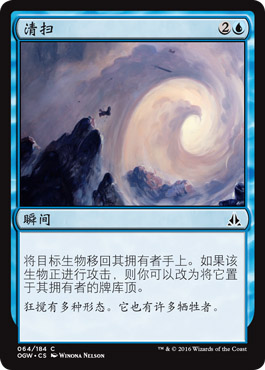 清扫 2
瞬间
将目标生物移回其拥有者手上。如果该
生物正进行攻击，则你可以改为将它置
于其拥有者的牌库顶。
狂搅有多种形态。它也有许多牺牲者。
064/184 C
OGW • CS WINONA NELSON
™ & © 2016 Wizards of the Coast